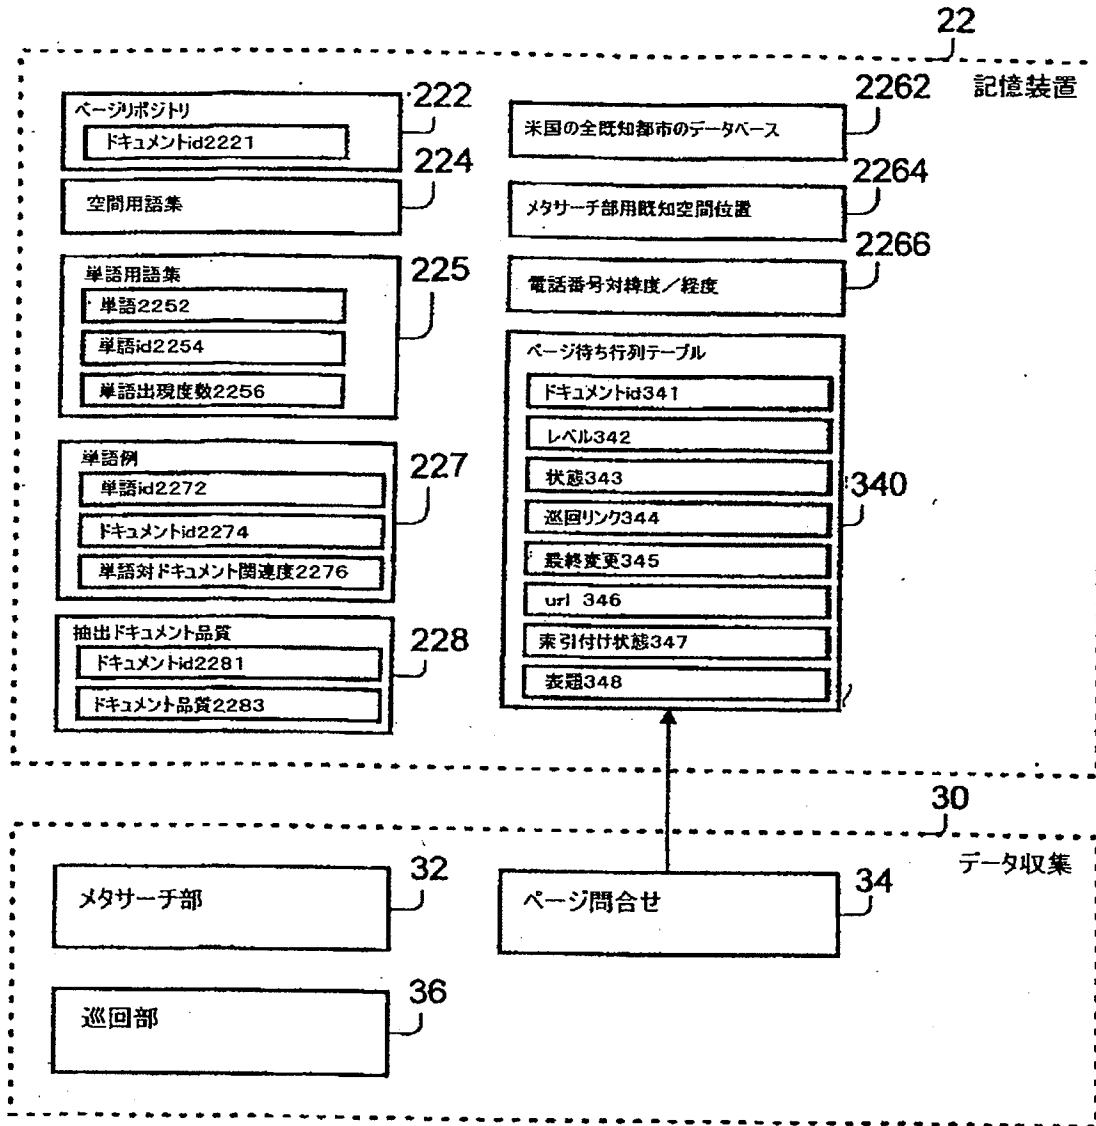 22
記憶装置
ページリポジトリ
ドキュメントid2221
222
空間用語集
224
単語用語集
単語2252
単語id2254
単語出現度数2256
225
単語例
単語id2272
ドキュメントid2274
単語対ドキュメント関連度2276
227
抽出ドキュメント品質
ドキュメントid2281
ドキュメント品質2283
228
米国の全既知都市のデータベース
2262
メタサーチ部用既知空間位置
2264
電話番号対緯度/経度
2266
ページ待ち行列テーブル
ドキュメントid341
レベル342
状態343
巡回リンク344
最終変更345
url 346
索引付け状態347
表題348
340
30
データ収集
メタサーチ部
32
ページ問合せ
34
巡回部
36